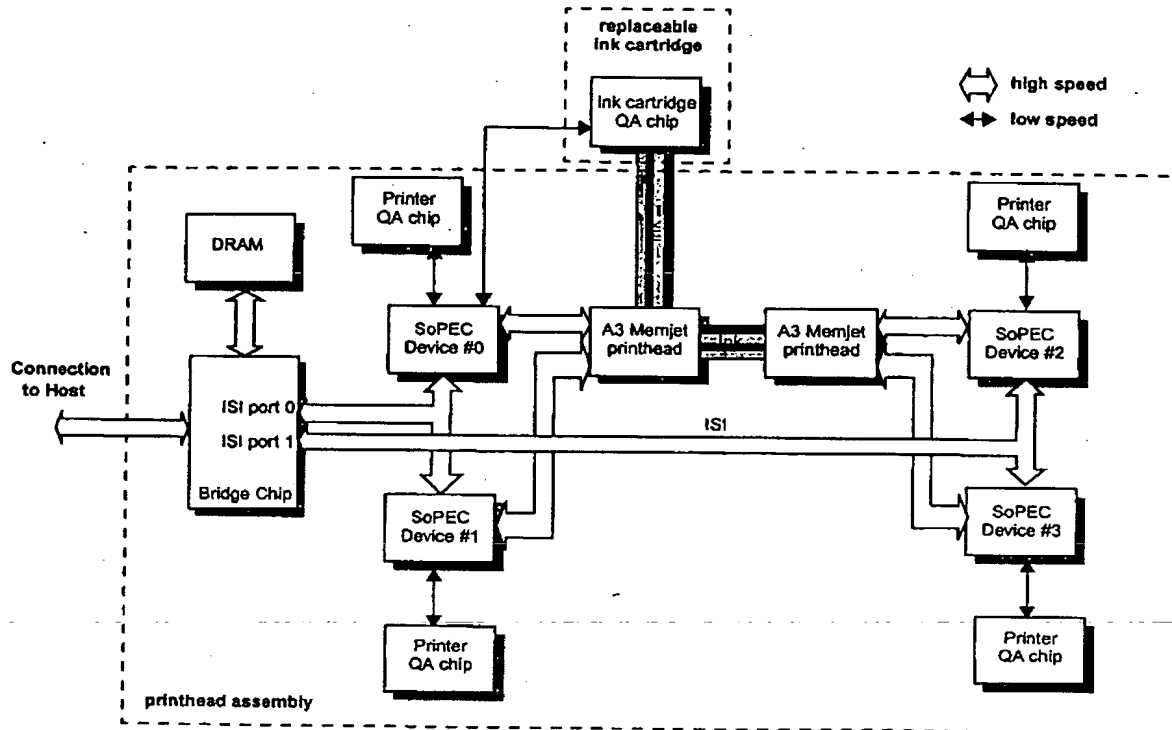 replaceable
ink cartridge
Ink cartridge
QA chip
high speed
low speed
Printer
QA chip
Printer
QA chip
DRAM
Ink
SoPEC
Device #0
A3 Memjet
printhead
Ink
A3 Memjet
printhead
SoPEC
Device #2
Connection
to Host
ISI port 0
ISI port 1
Bridge Chip
ISI
SoPEC
Device #1
SoPEC
Device #3
Printer
QA chip
Printer
QA chip
printhead assembly